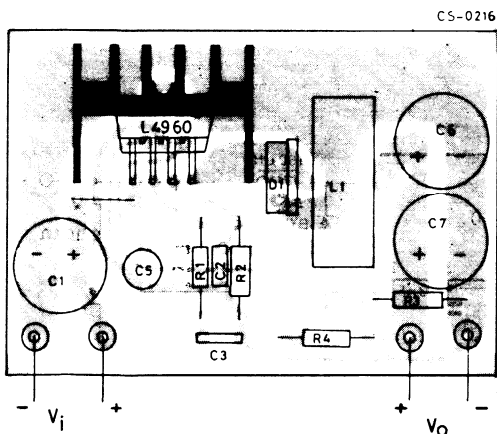 CS-0216
L4960
C6
D1
L1
C7
C1
C5
R1
C2
R2
R3
C3
R4
- Vi +
+ Vo -